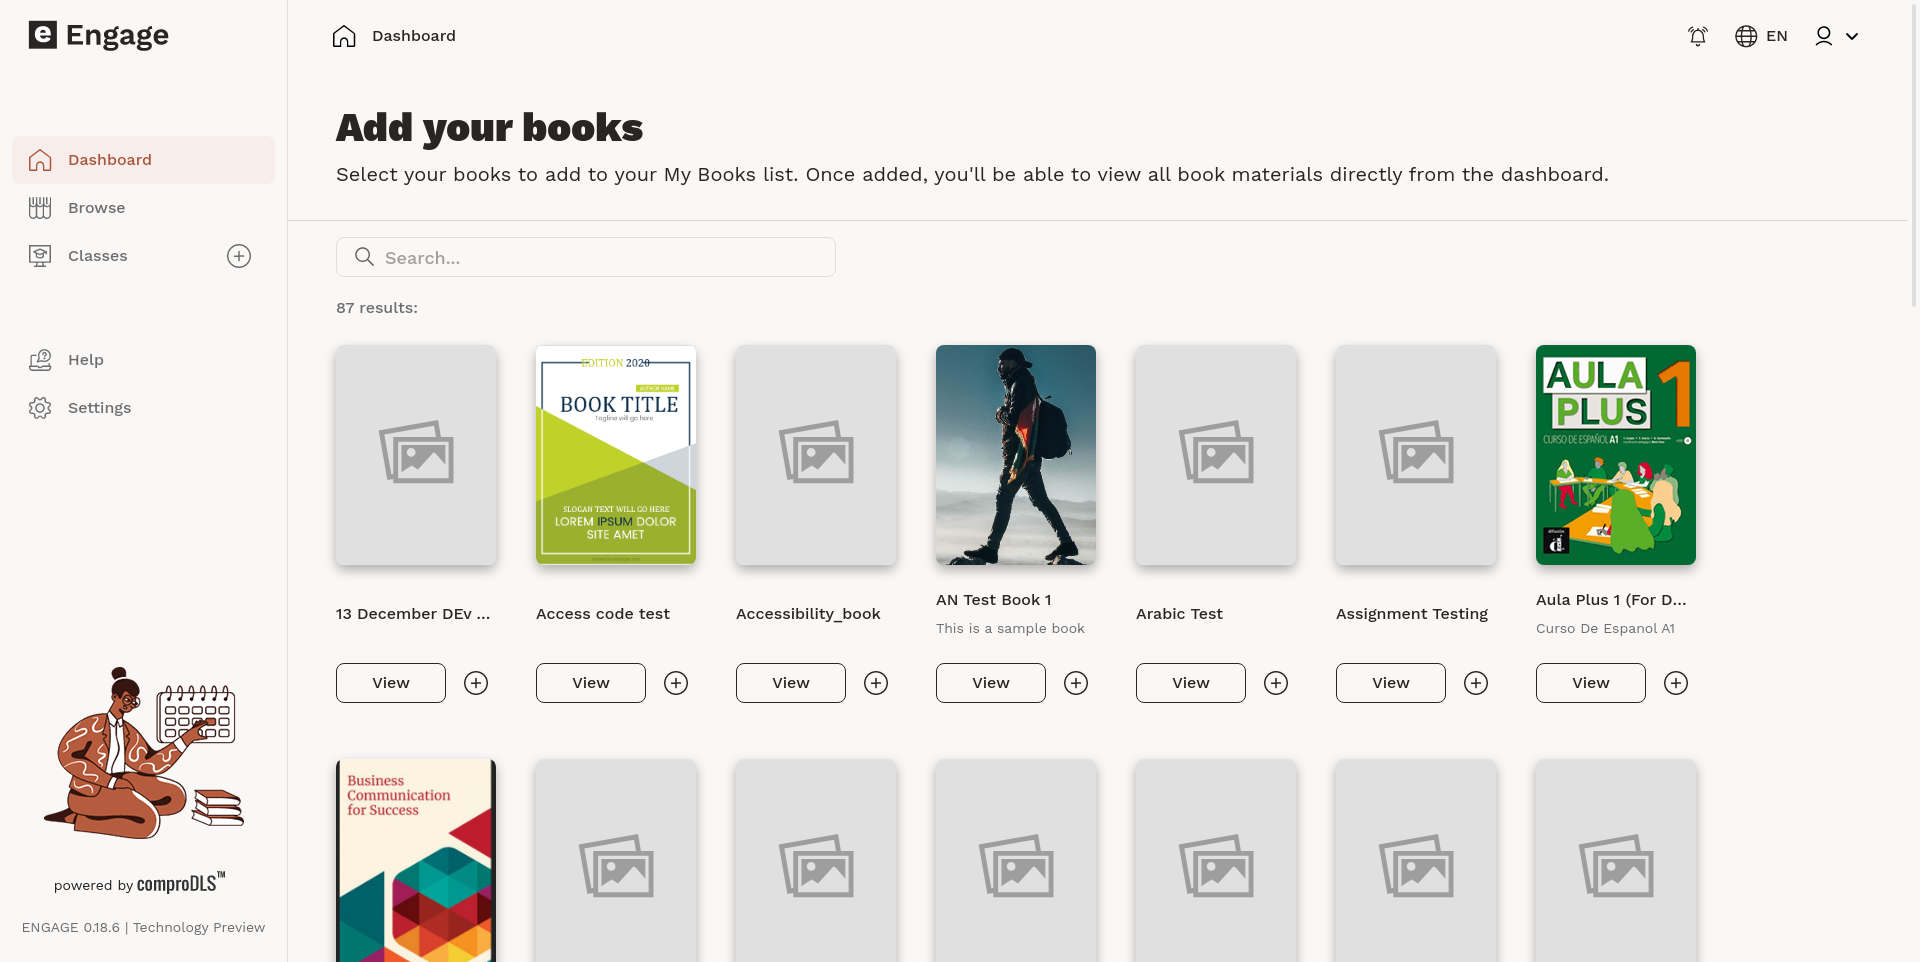 e Engage
Dashboard
EN
Dashboard
Browse
Classes
Help
Settings
powered by comproDLS™
ENGAGE 0.18.6 | Technology Preview
Add your books
Select your books to add to your My Books list. Once added, you'll be able to view all book materials directly from the dashboard.
Search...
87 results:
EDITION 2020
AUTHOR NAME
BOOK TITLE
Tagline will go here
SLOGAN TEXT WILL GO HERE
LOREM IPSUM DOLOR
SITE AMET
AULA
PLUS
1
CURSO DE ESPAÑOL A1
13 December DEv ...
Access code test
Accessibility_book
AN Test Book 1
This is a sample book
Arabic Test
Assignment Testing
Aula Plus 1 (For D...
Curso De Espanol A1
View
View
View
View
View
View
View
Business
Communication
for Success